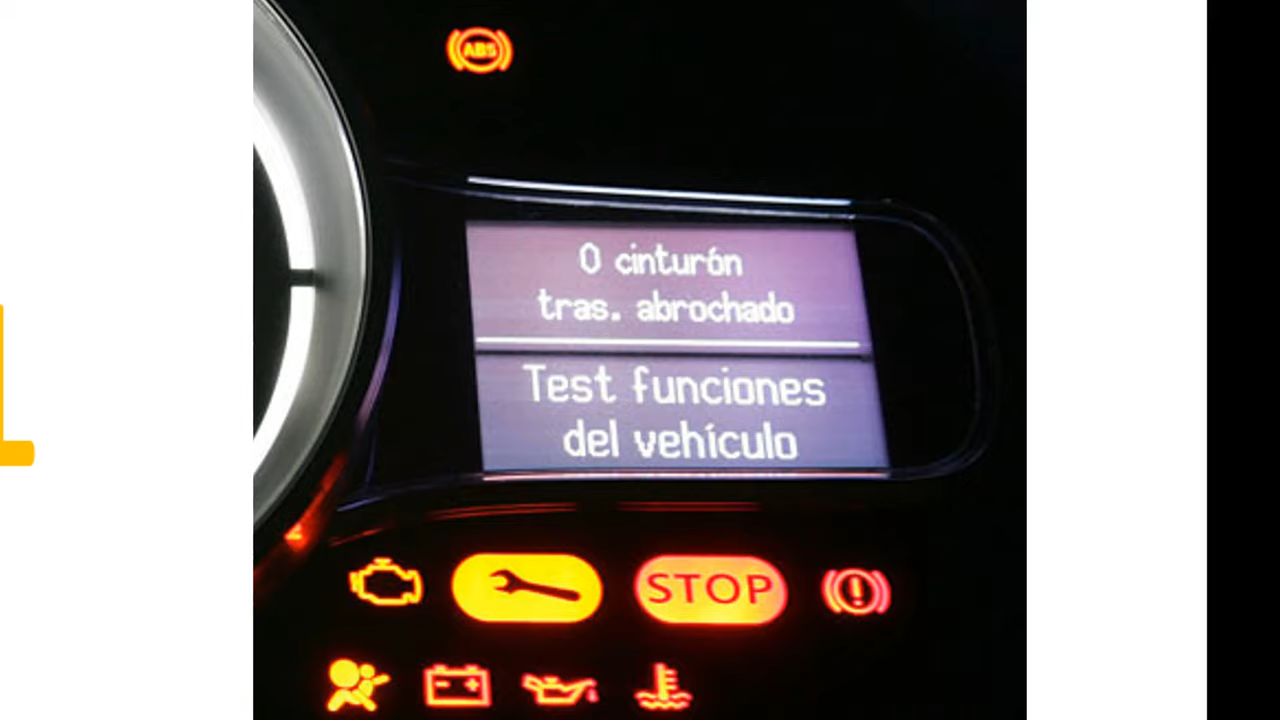 ABS
0 cinturón
tras. abrochado
Test funciones
del vehículo
STOP